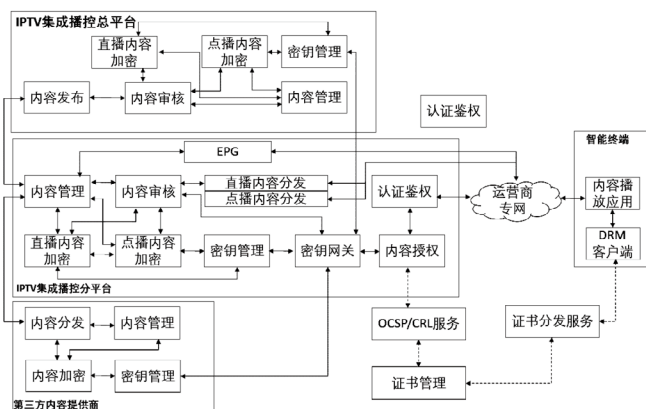 IPTV集成播控总平台
直播内容
加密
点播内容
加密
密钥管理
内容发布
内容审核
内容管理
认证鉴权
EPG
内容管理
内容审核
直播内容分发
点播内容分发
认证鉴权
直播内容
加密
点播内容
加密
密钥管理
密钥网关
内容授权
IPTV集成播控分平台
运营商
专网
智能终端
内容播
放应用
DRM
客户端
内容分发
内容管理
内容加密
密钥管理
第三方内容提供商
OCSP/CRL服务
证书管理
证书分发服务